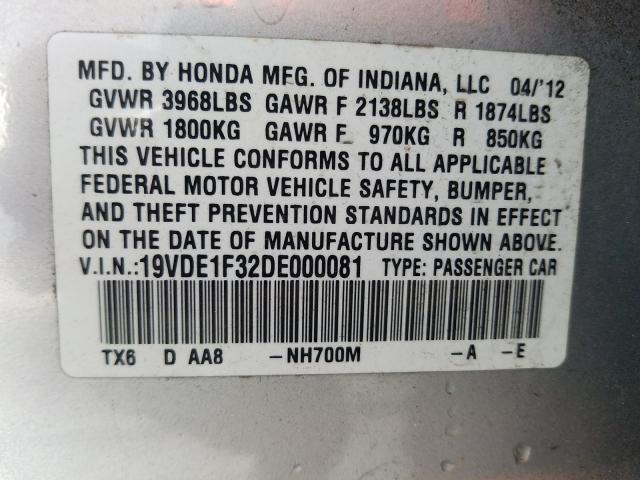 MFD. BY HONDA MFG. OF INDIANA, LLC 04/'12
GVWR 3968LBS GAWR F 2138LBS R 1874LBS
GVWR 1800KG GAWR F 970KG R 850KG
THIS VEHICLE CONFORMS TO ALL APPLICABLE
FEDERAL MOTOR VEHICLE SAFETY, BUMPER,
AND THEFT PREVENTION STANDARDS IN EFFECT
ON THE DATE OF MANUFACTURE SHOWN ABOVE.
V.I.N.:19VDE1F32DE000081 TYPE: PASSENGER CAR
TX6 D AA8 -NH700M -A -E